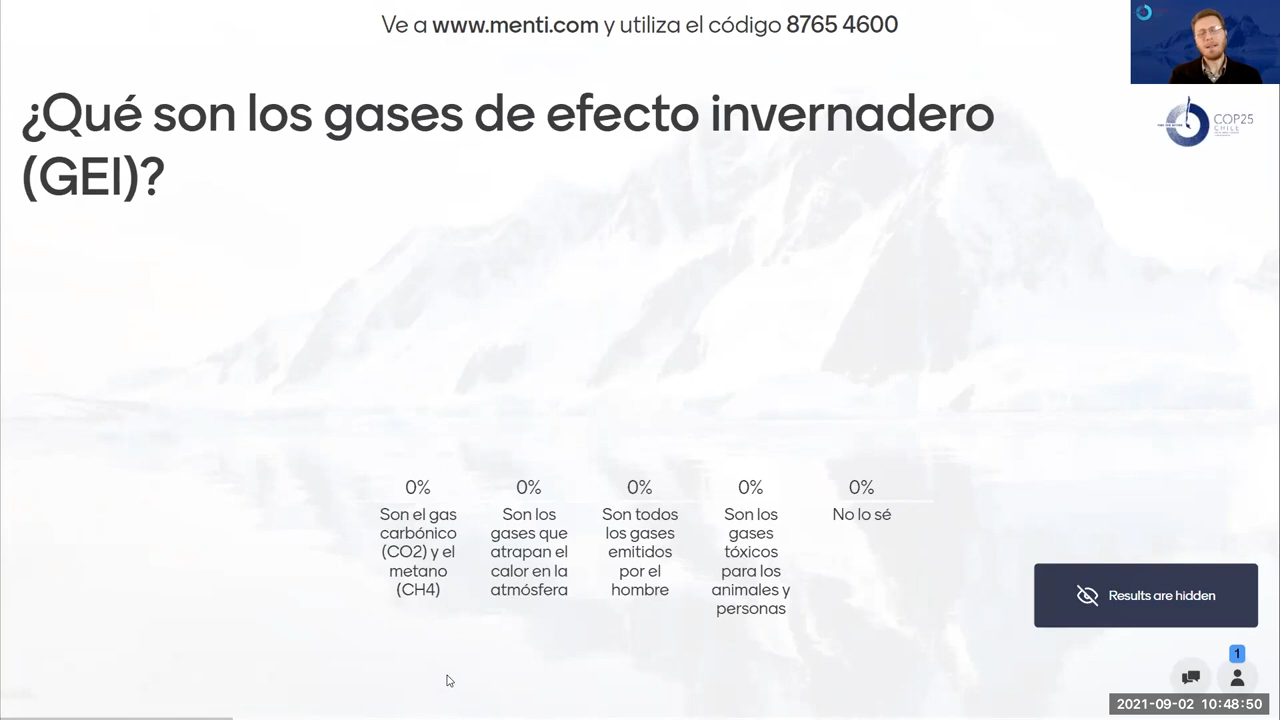 Ve a www.menti.com y utiliza el código 8765 4600
¿Qué son los gases de efecto invernadero
(GEI)?
COP25
CHILE
0%
Son el gas
carbónico
(CO2) y el
metano
(CH4)
0%
Son los
gases que
atrapan el
calor en la
atmósfera
0%
Son todos
los gases
emitidos
por el
hombre
0%
Son los
gases
tóxicos
para los
animales y
personas
0%
No lo sé
Results are hidden
1
2021-09-02 10:48:50